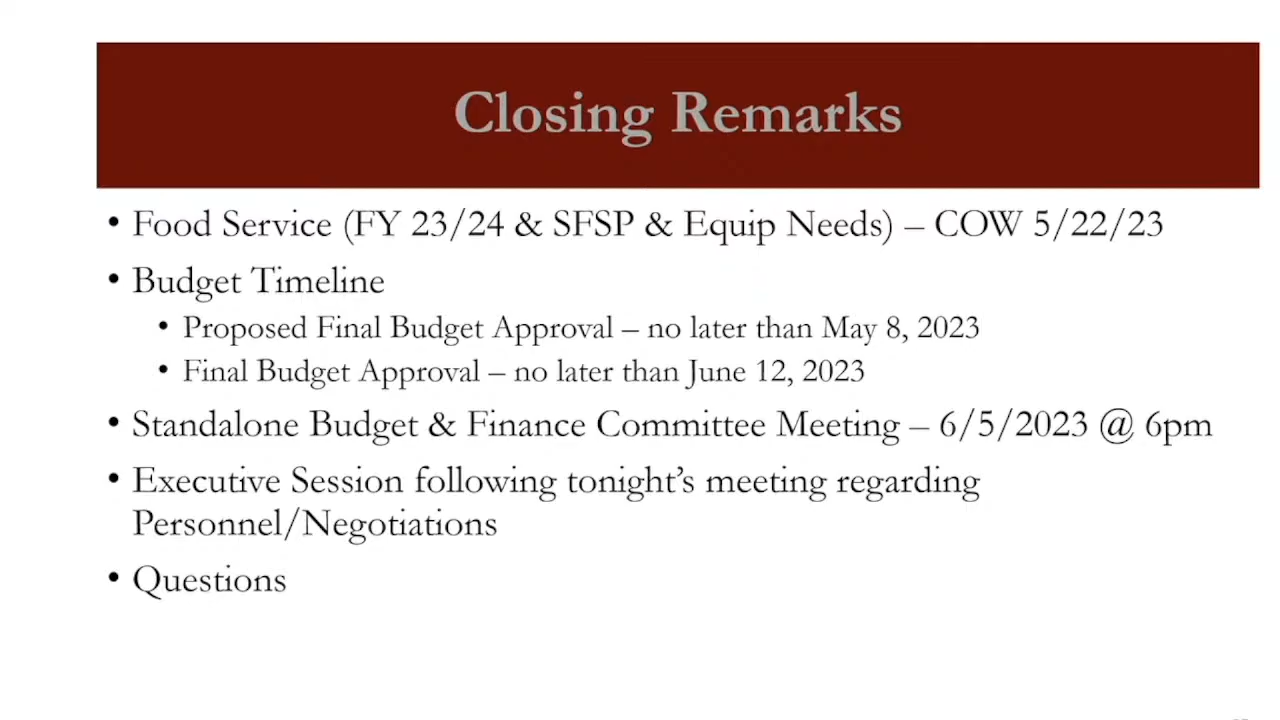 Closing Remarks
• Food Service (FY 23/24 & SFSP & Equip Needs) – COW 5/22/23
• Budget Timeline
• Proposed Final Budget Approval – no later than May 8, 2023
• Final Budget Approval – no later than June 12, 2023
• Standalone Budget & Finance Committee Meeting – 6/5/2023 @ 6pm
• Executive Session following tonight’s meeting regarding
Personnel/Negotiations
• Questions